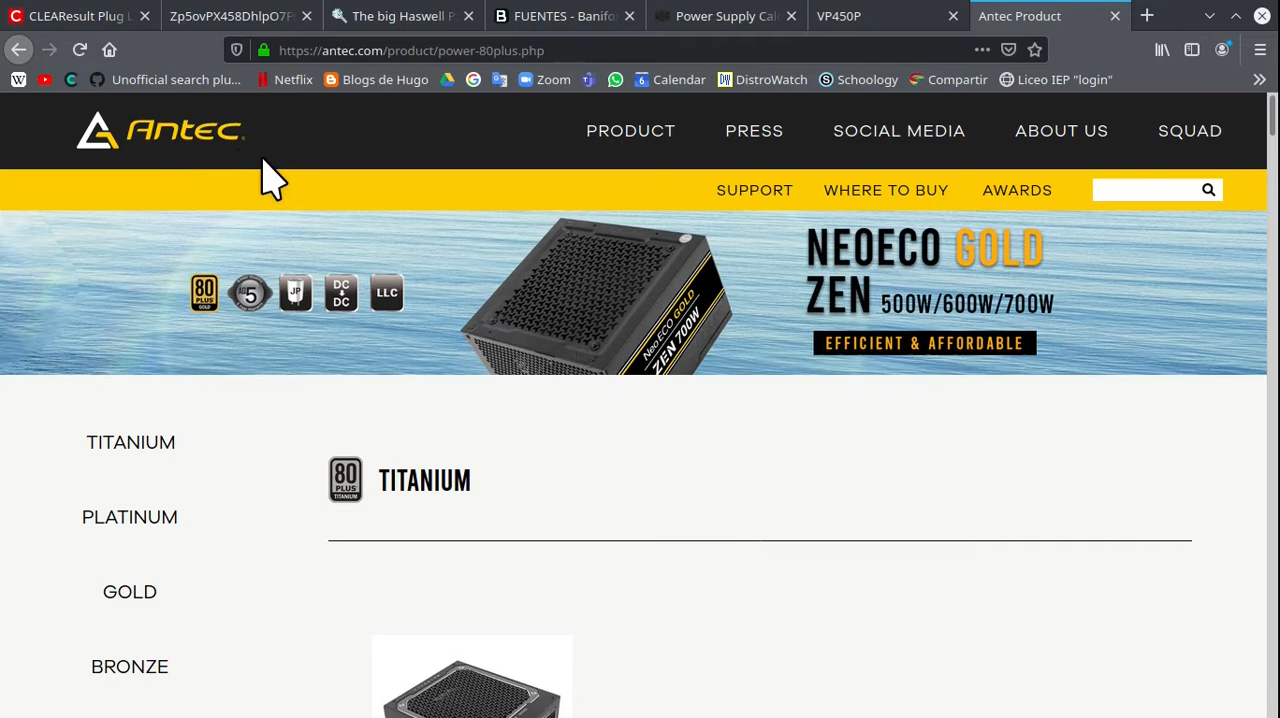 CLEAResult Plug L
Zp5ovPX458DhlpO7F
The big Haswell P
FUENTES - Banifo
Power Supply Cal
VP450P
Antec Product
https://antec.com/product/power-80plus.php
Unofficial search plu...
Netflix
Blogs de Hugo
Zoom
Calendar
DistroWatch
Schoology
Compartir
Liceo IEP "login"
Antec
PRODUCT
PRESS
SOCIAL MEDIA
ABOUT US
SQUAD
SUPPORT
WHERE TO BUY
AWARDS
80 PLUS GOLD
5
JP
DC DC
LLC
Neo ECO GOLD
ZEN 700W
NEOECO GOLD
ZEN 500W/600W/700W
EFFICIENT & AFFORDABLE
TITANIUM
PLATINUM
GOLD
BRONZE
80 PLUS TITANIUM
TITANIUM